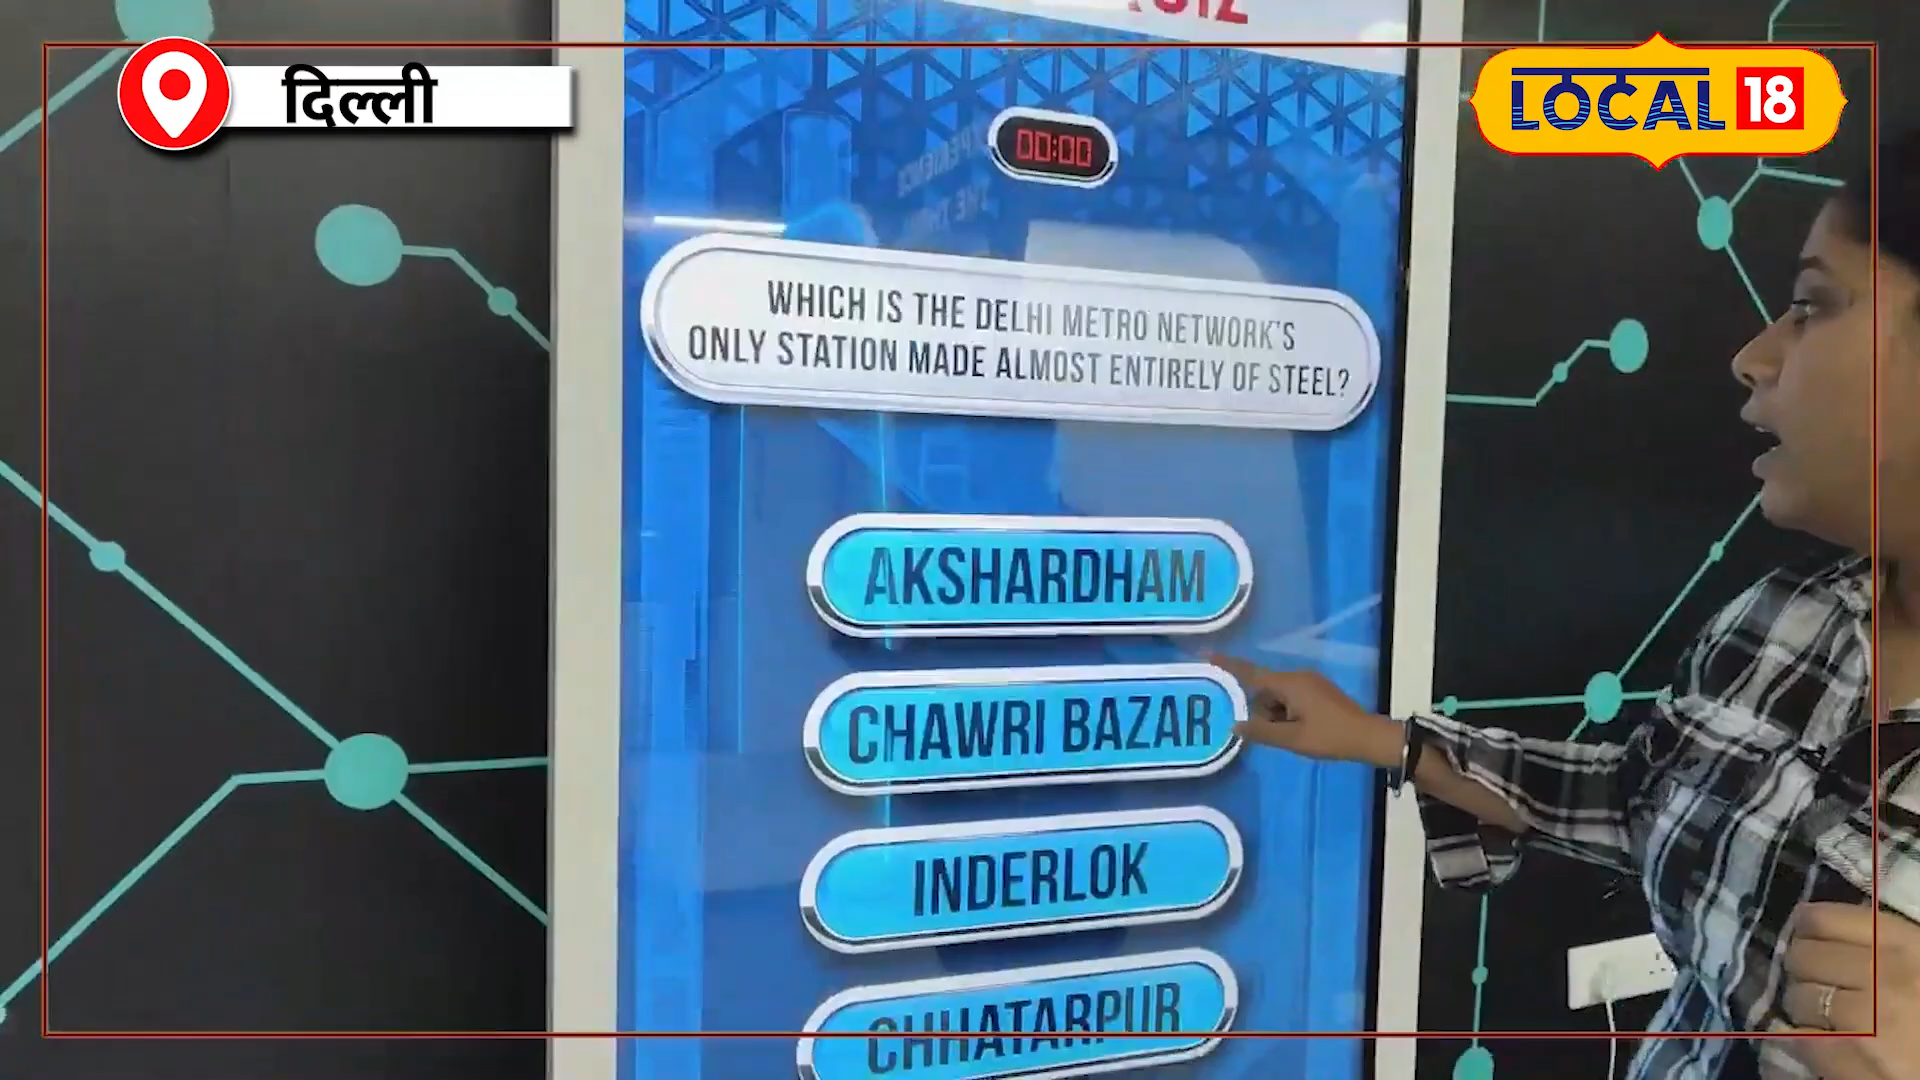 दिल्ली
LOCAL 18
00:00
WHICH IS THE DELHI METRO NETWORK'S
ONLY STATION MADE ALMOST ENTIRELY OF STEEL?
AKSHARDHAM
CHAWRI BAZAR
INDERLOK
CHHATARPUR